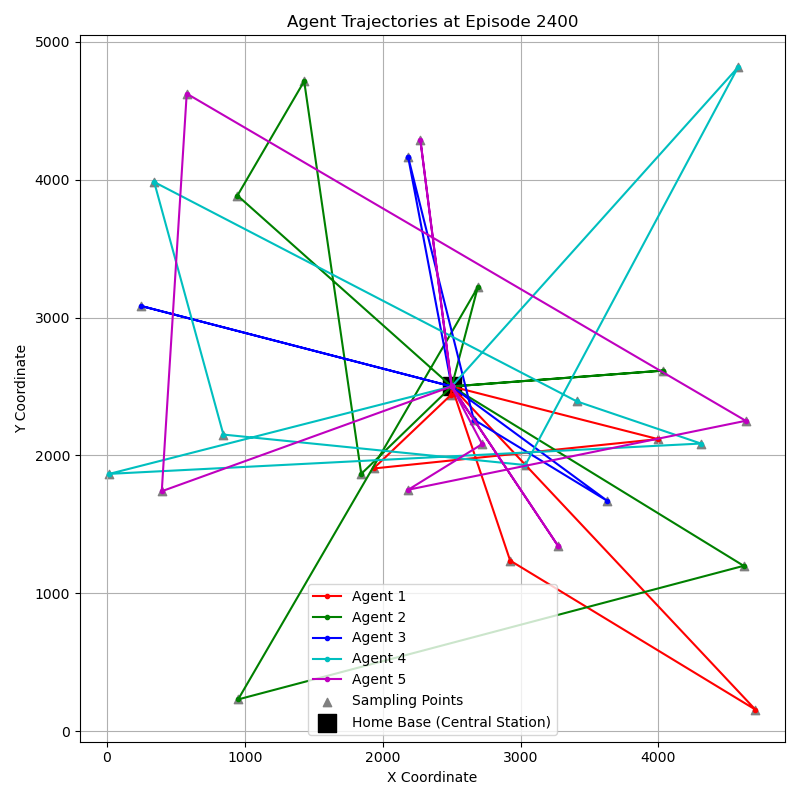 Agent Trajectories at Episode 2400
5000
4000
3000
2000
1000
0
Y Coordinate
0 1000 2000 3000 4000
X Coordinate
Agent 1
Agent 2
Agent 3
Agent 4
Agent 5
Sampling Points
Home Base (Central Station)